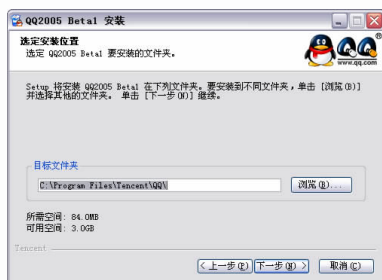 QQ2005 Beta1 安装
选定安装位置
选定 QQ2005 Beta1 要安装的文件夹。
QQ
www.qq.com
Setup 将安装 QQ2005 Beta1 在下列文件夹。要安装到不同文件夹，单击 [浏览(B)]
并选择其他的文件夹。 单击 [下一步(N)] 继续。
目标文件夹
C:\Program Files\Tencent\QQ\
浏览(B)...
所需空间: 84.0MB
可用空间: 3.0GB
Tencent
< 上一步(P) 下一步(N) > 取消(C)